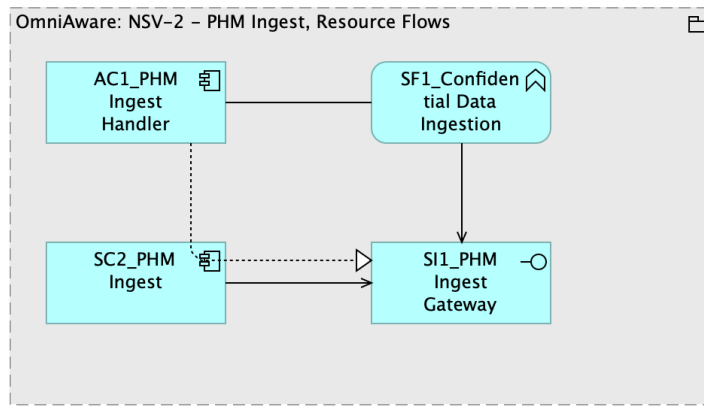 OmniAware: NSV-2 – PHM Ingest, Resource Flows
AC1_PHM
Ingest
Handler
SF1_Confiden
tial Data
Ingestion
SC2_PHM
Ingest
SI1_PHM
Ingest
Gateway